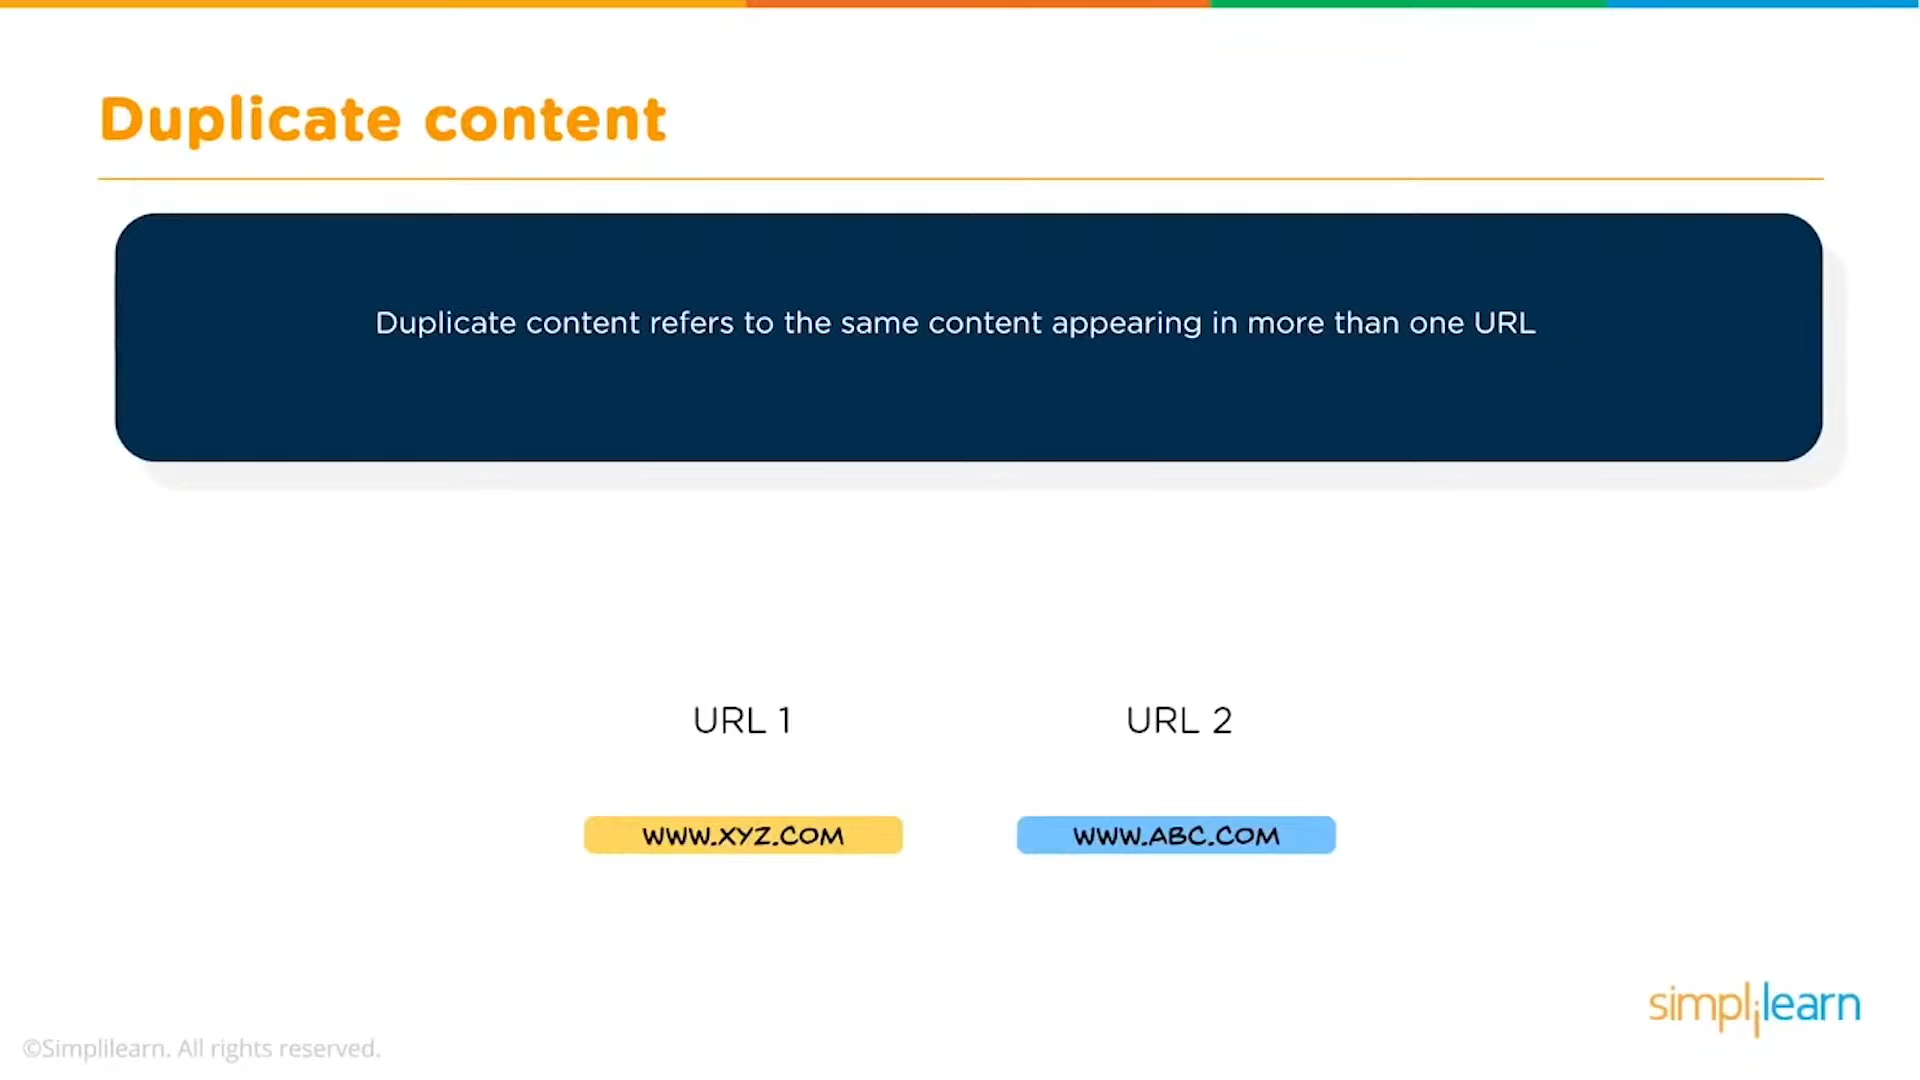 Duplicate content
Duplicate content refers to the same content appearing in more than one URL
URL 1
URL 2
WWW.XYZ.COM
WWW.ABC.COM
simplilearn
©Simplilearn. All rights reserved.